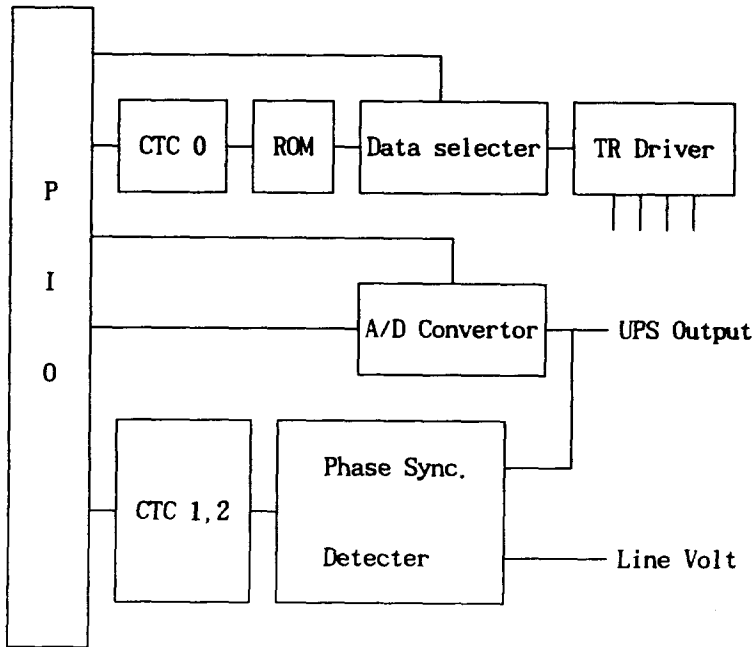 P
I
O
CTC 0
ROM
Data selecter
TR Driver
A/D Convertor
UPS Output
CTC 1,2
Phase Sync.
Detecter
Line Volt